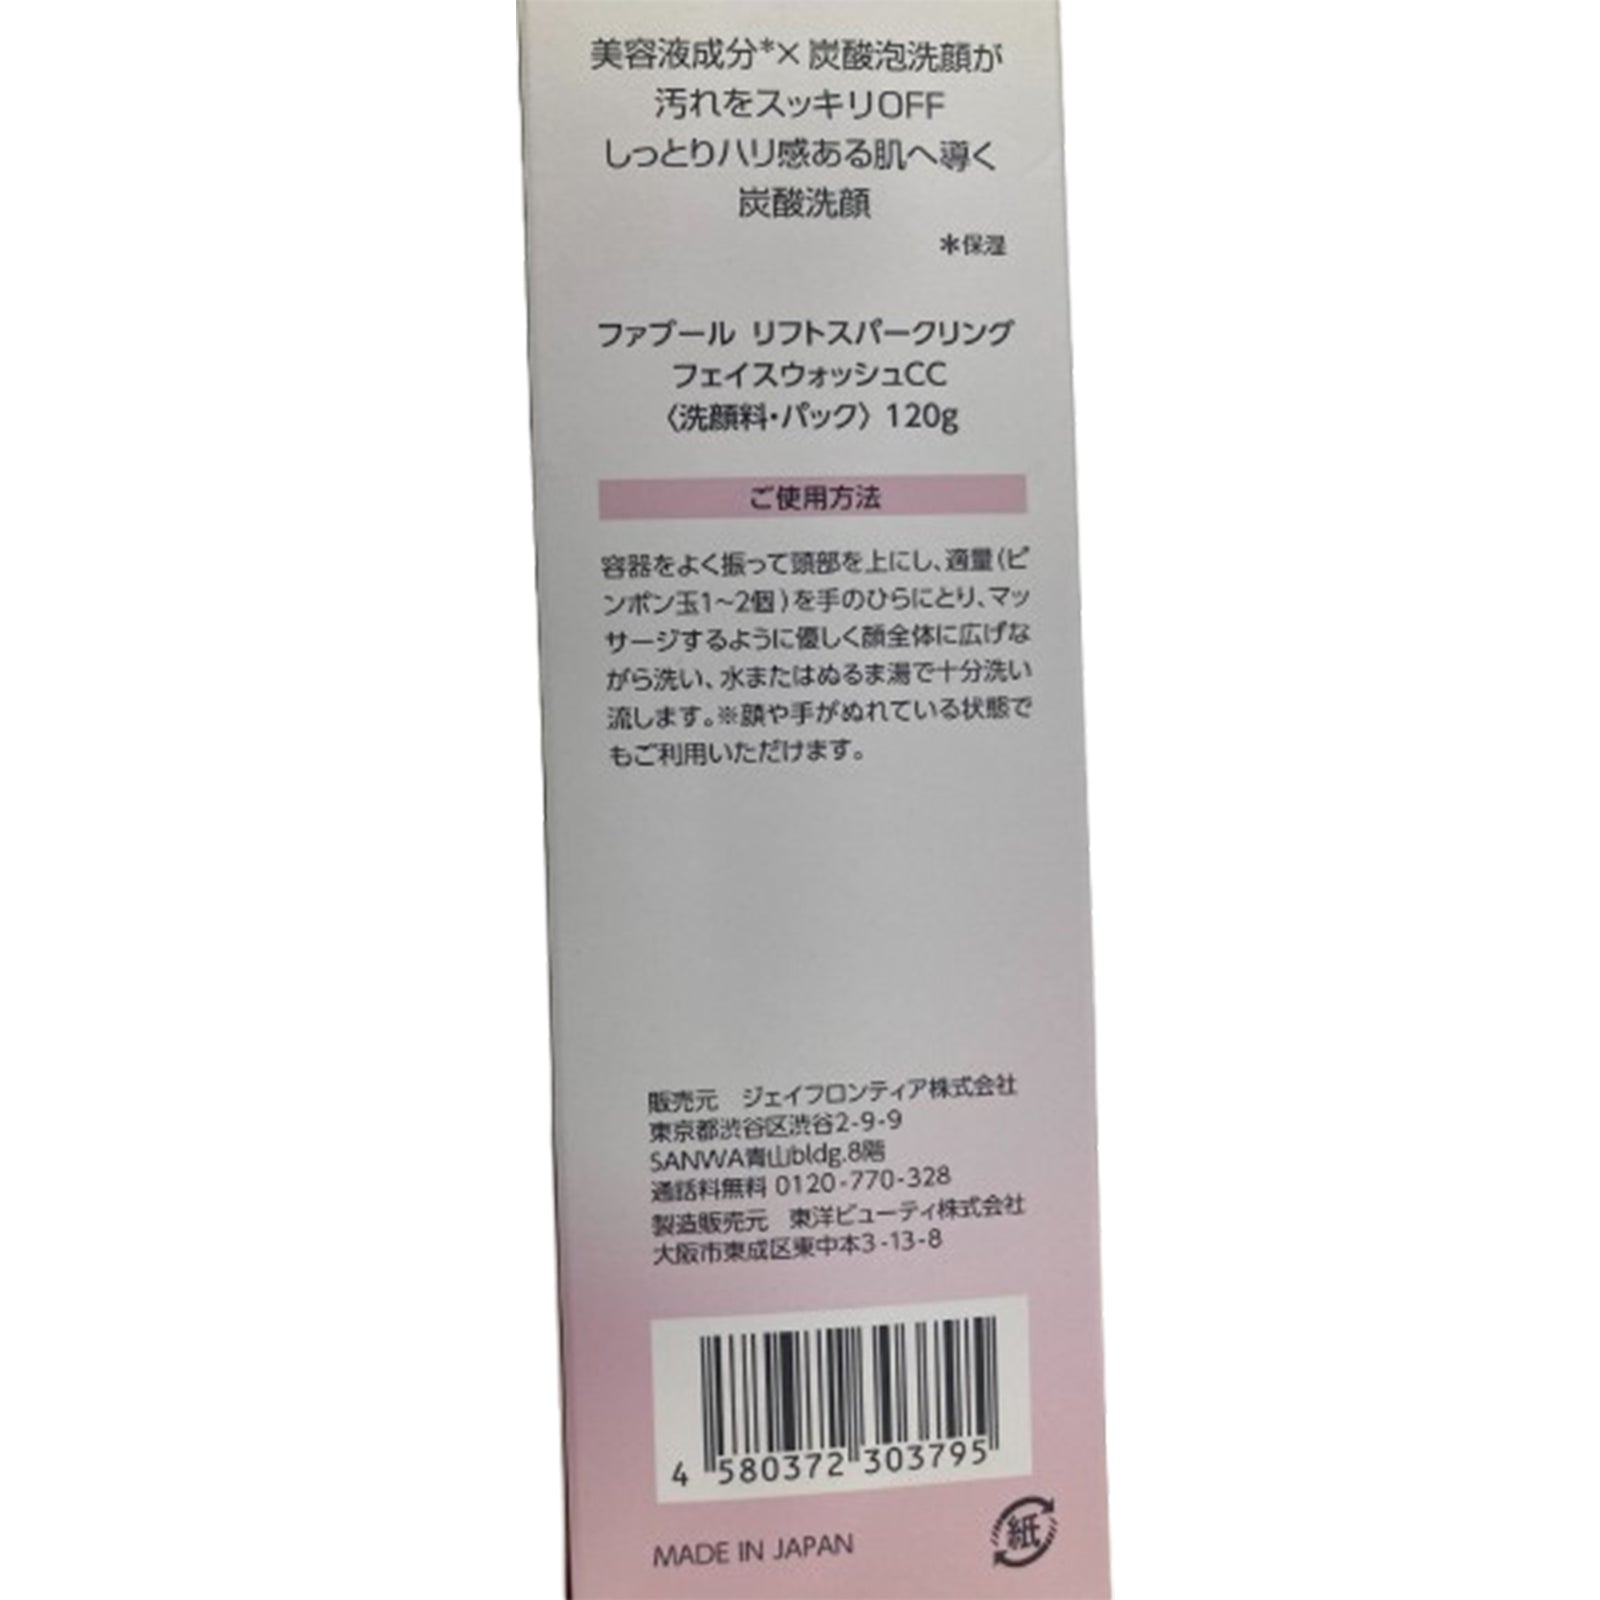 美容液成分*×炭酸泡洗顔が
汚れをスッキリOFF
しっとりハリ感ある肌へ導く
炭酸洗顔
*保湿
ファブール リフトスパークリング
フェイスウォッシュCC
〈洗顔料・パック〉120g
ご使用方法
容器をよく振って頭部を上にし、適量(ピ
ンポン玉1~2個)を手のひらにとり、マッ
サージするように優しく顔全体に広げな
がら洗い、水またはぬるま湯で十分洗い
流します。※顔や手がぬれている状態で
もご利用いただけます。
販売元 ジェイフロンティア株式会社
東京都渋谷区渋谷2-9-9
SANWA青山bldg.8階
通話料無料 0120-770-328
製造販売元 東洋ビューティ株式会社
大阪市東成区東中本3-13-8
4 580372 303795
MADE IN JAPAN
紙